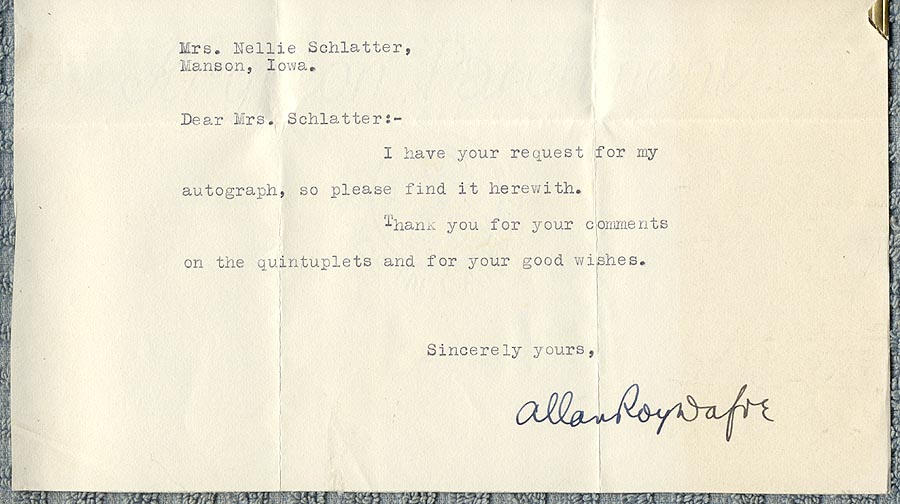 Mrs. Nellie Schlatter,
Manson, Iowa.
Dear Mrs. Schlatter:-
I have your request for my
autograph, so please find it herewith.
Thank you for your comments
on the quintuplets and for your good wishes.
Sincerely yours,
Allan Roy Dafoe